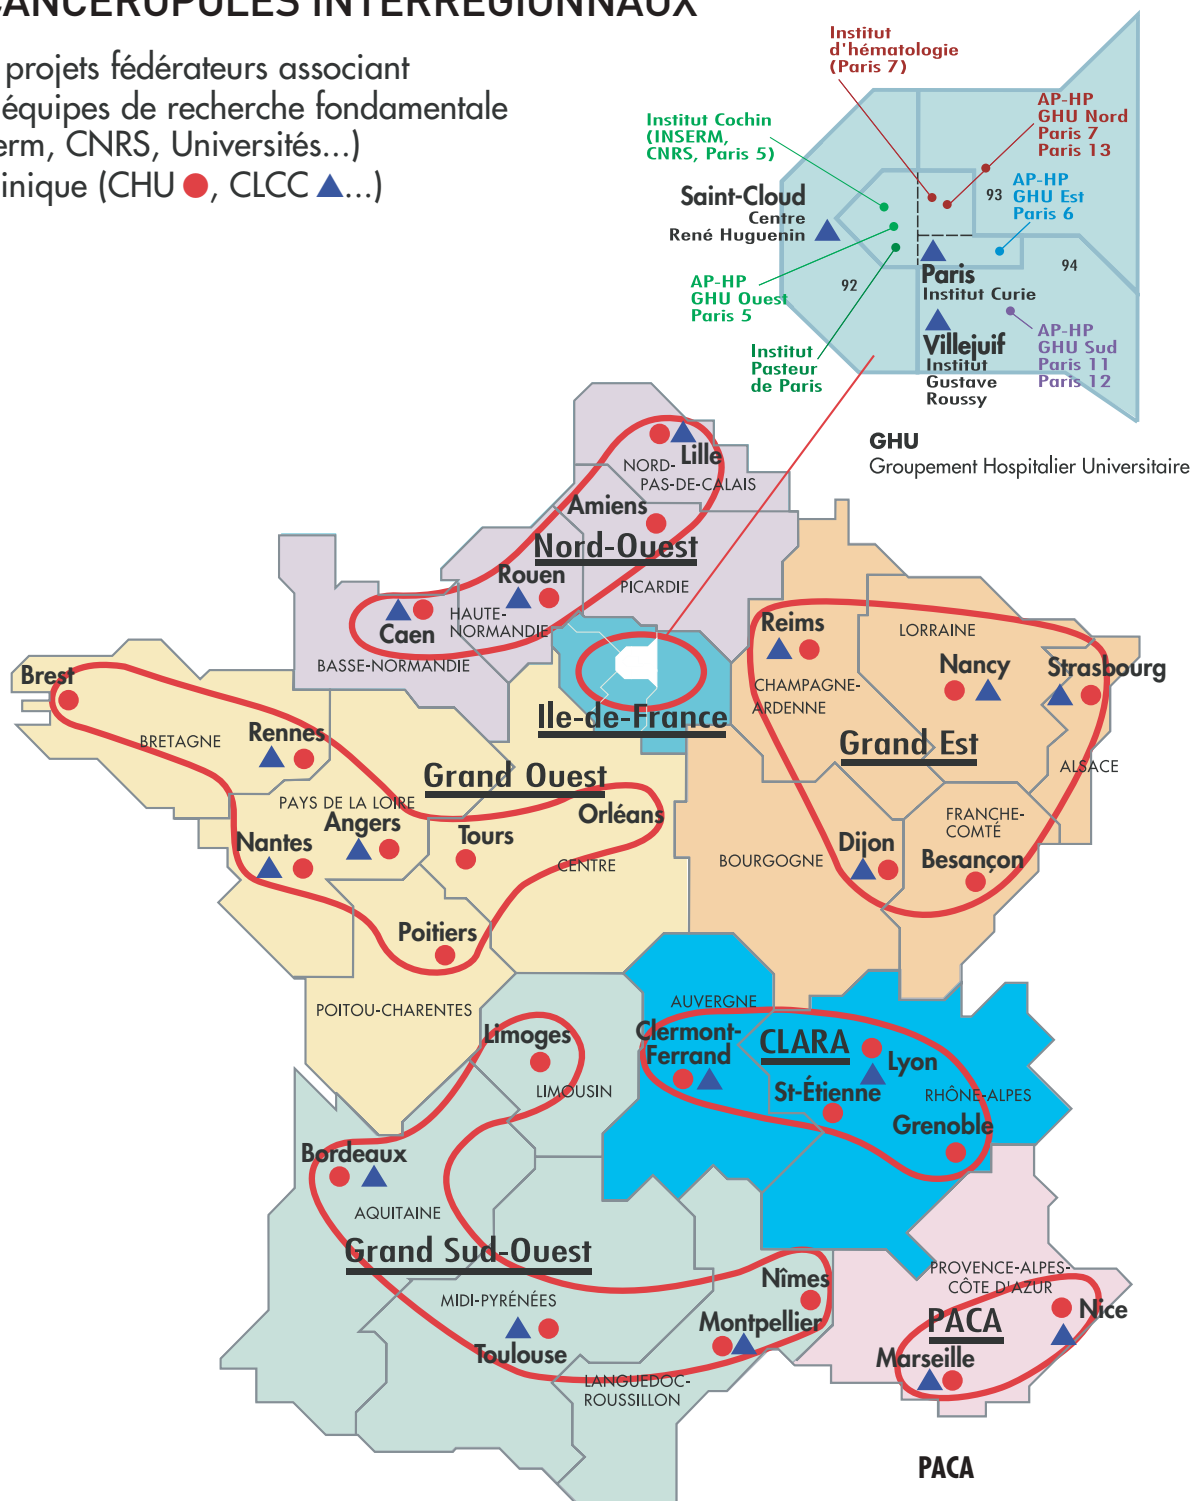 CANCÉROPÔLES INTERRÉGIONNAUX
projets fédérateurs associant
équipes de recherche fondamentale
erm, CNRS, Universités...)
linique (CHU , CLCC ...)
Institut
d'hématologie
(Paris 7)
AP-HP
GHU Nord
Paris 7
Paris 13
Institut Cochin
(INSERM,
CNRS, Paris 5)
93
AP-HP
GHU Est
Paris 6
Saint-Cloud
Centre
René Huguenin
92
94
Paris
Institut Curie
AP-HP
GHU Ouest
Paris 5
Villejuif
Institut
Gustave
Roussy
AP-HP
GHU Sud
Paris 11
Paris 12
Institut
Pasteur
de Paris
GHU
Groupement Hospitalier Universitaire
Lille
NORD-
PAS-DE-CALAIS
Amiens
Nord-Ouest
Rouen
PICARDIE
Caen
HAUTE-
NORMANDIE
BASSE-NORMANDIE
Ile-de-France
Reims
LORRAINE
Nancy
Strasbourg
CHAMPAGNE-
ARDENNE
Grand Est
ALSACE
FRANCHE-
COMTÉ
Dijon
Besançon
BOURGOGNE
Brest
BRETAGNE
Rennes
Grand Ouest
PAYS DE LA LOIRE
Angers
Nantes
Tours
Orléans
CENTRE
Poitiers
POITOU-CHARENTES
AUVERGNE
Clermont-
Ferrand
CLARA
Lyon
St-Étienne
RHÔNE-ALPES
Grenoble
Limoges
LIMOUSIN
Bordeaux
AQUITAINE
Grand Sud-Ouest
MIDI-PYRÉNÉES
Toulouse
Nîmes
Montpellier
LANGUEDOC-
ROUSSILLON
PROVENCE-ALPES-
CÔTE D'AZUR
PACA
Nice
Marseille
PACA